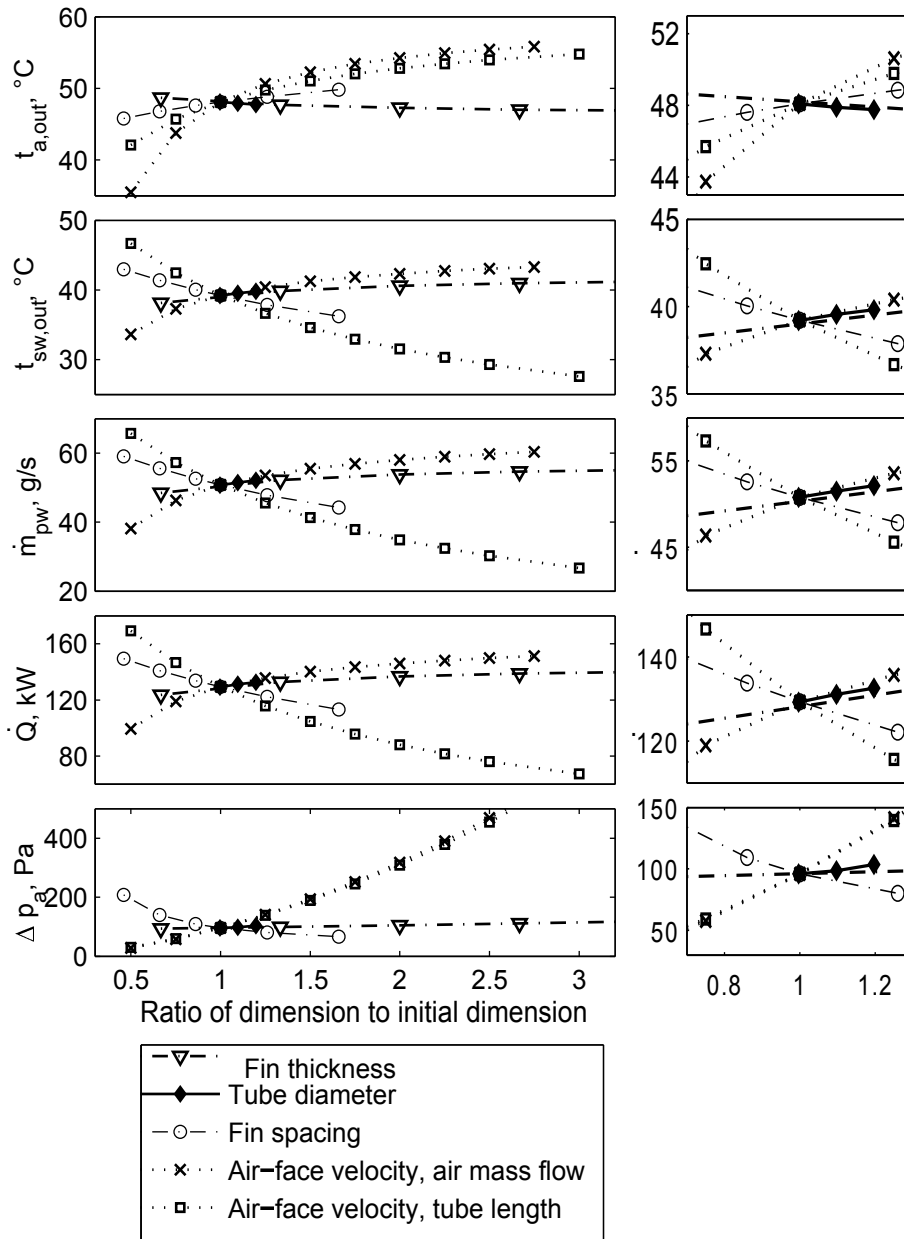 60
50
40
t_a,out, °C
52
48
44
50
40
30
t_sw,out, °C
45
40
35
60
40
20
ṁ_pw, g/s
55
45
160
120
80
Q̇, kW
140
120
400
200
0
Δ p_a, Pa
150
100
50
0.5 1 1.5 2 2.5 3
0.8 1 1.2
Ratio of dimension to initial dimension
Fin thickness
Tube diameter
Fin spacing
Air−face velocity, air mass flow
Air−face velocity, tube length